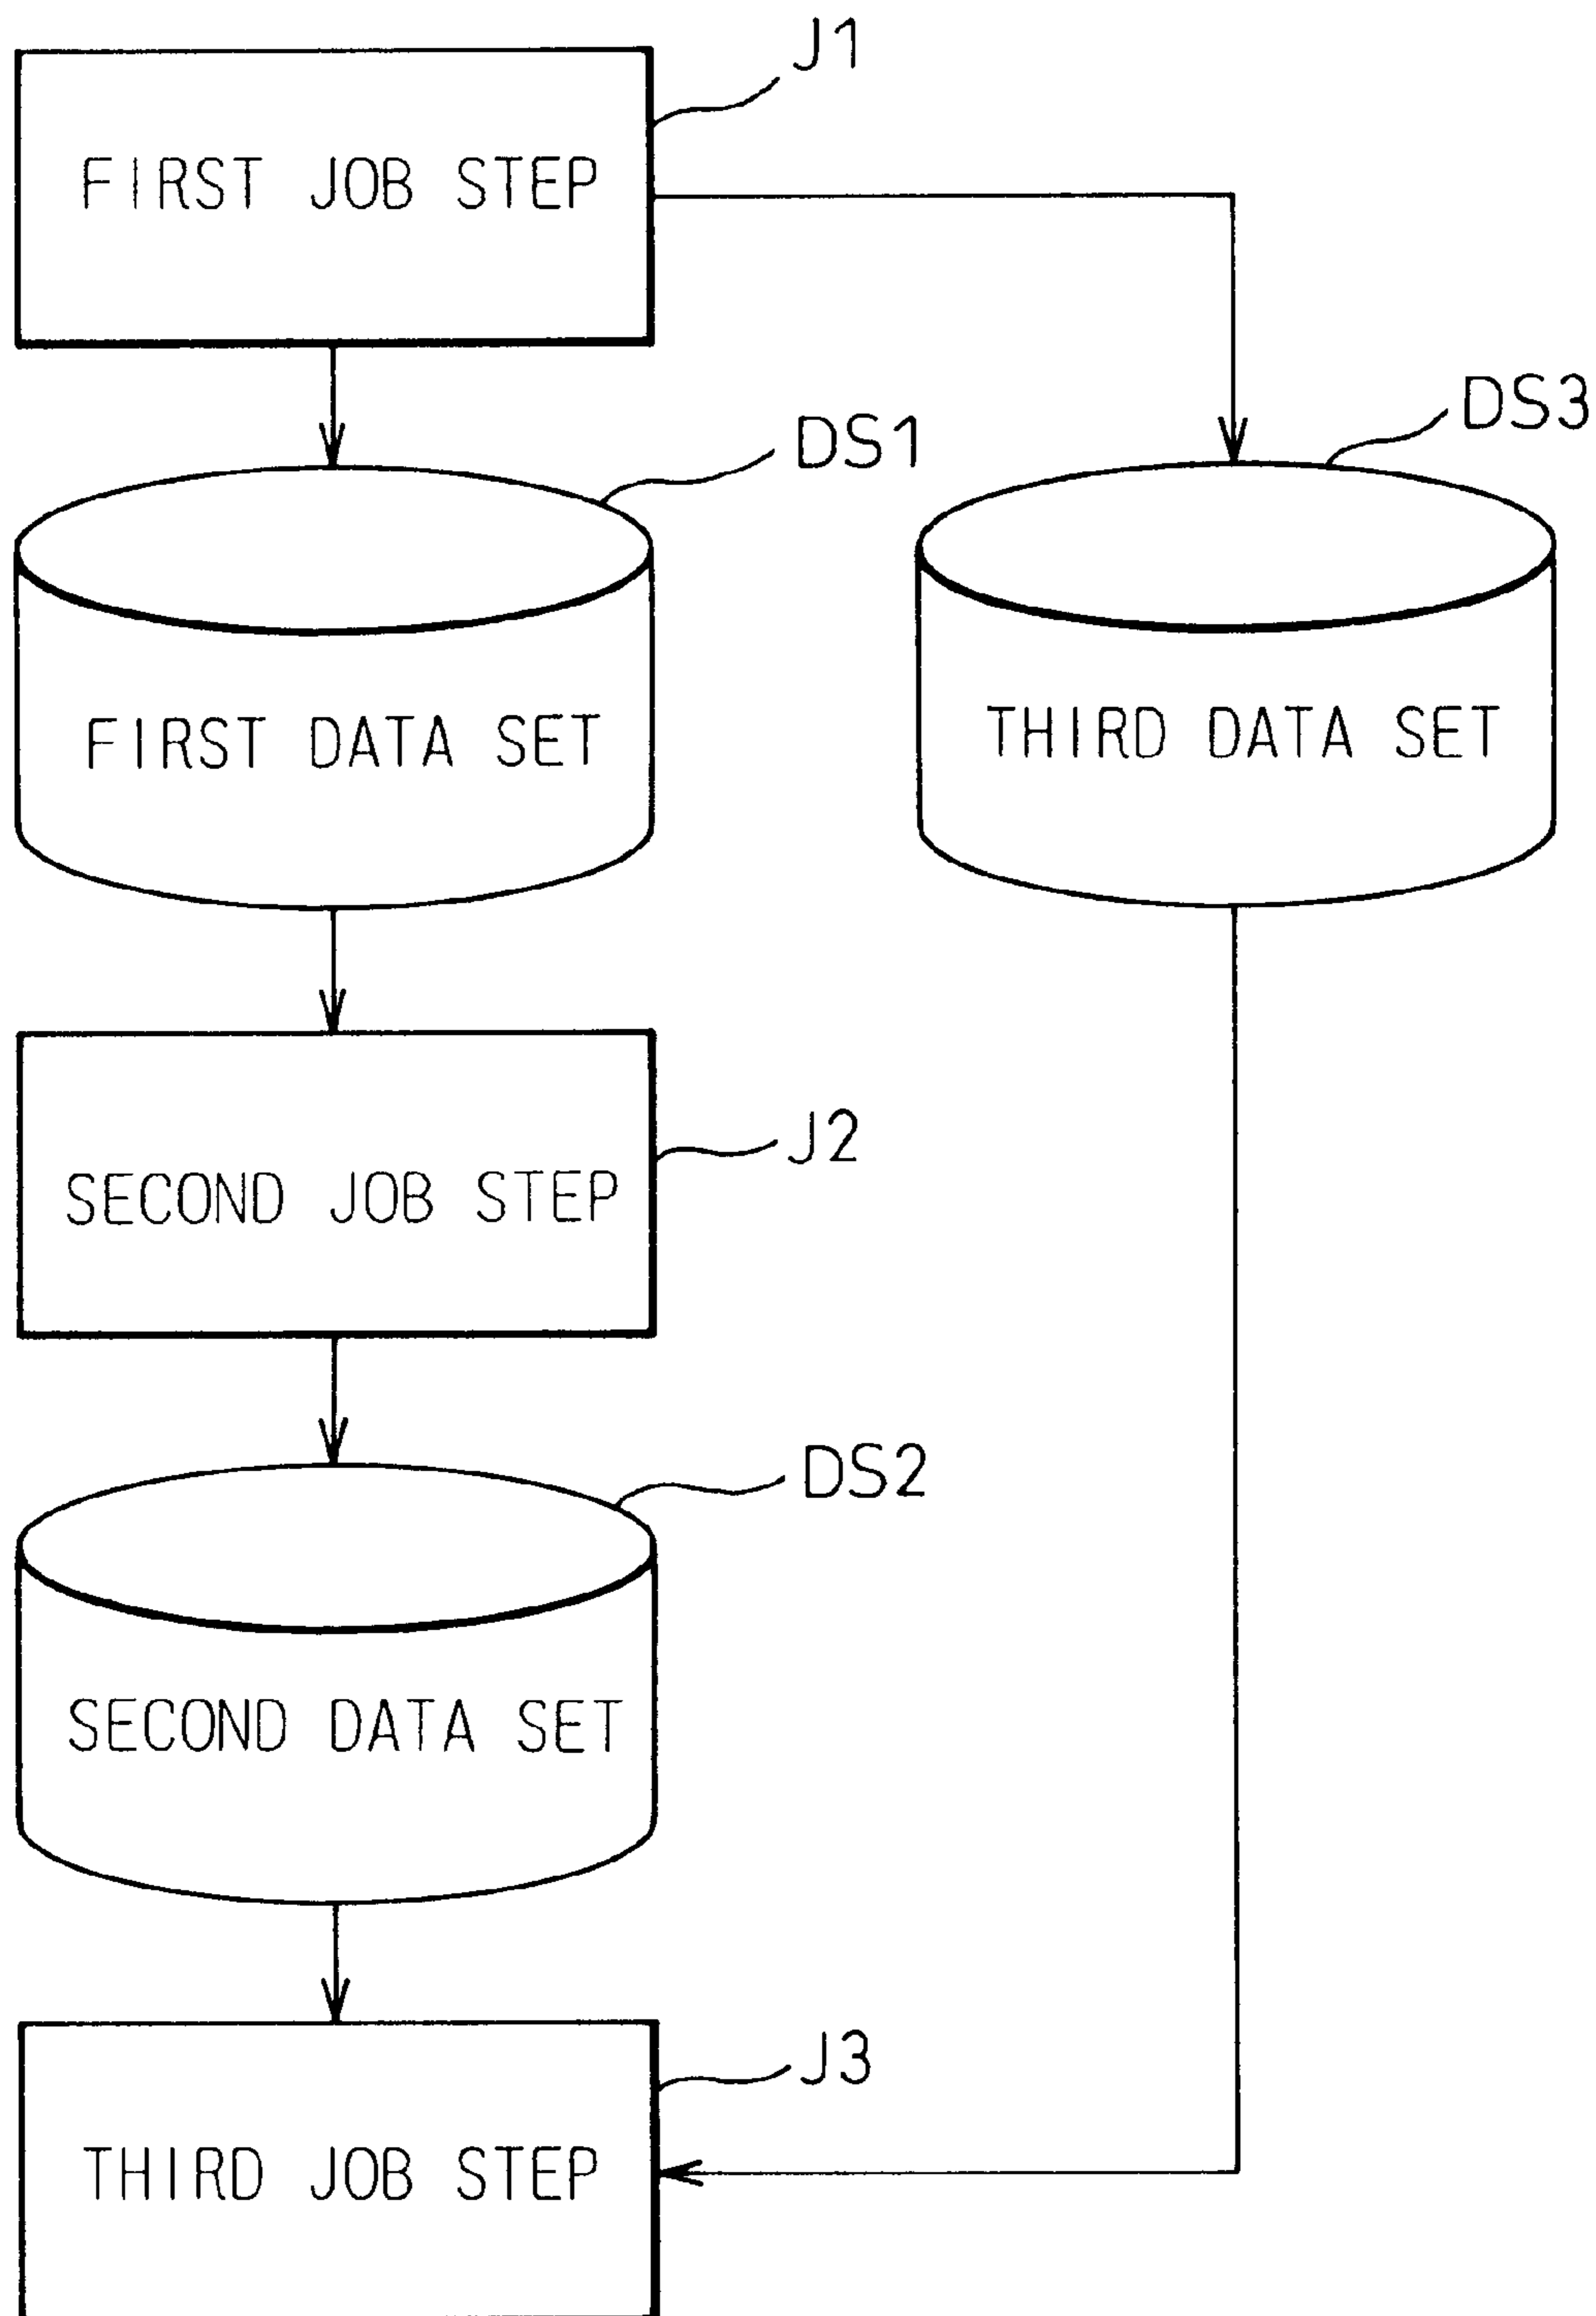 J1
FIRST JOB STEP
DS3
DS1
FIRST DATA SET
THIRD DATA SET
J2
SECOND JOB STEP
DS2
SECOND DATA SET
J3
THIRD JOB STEP